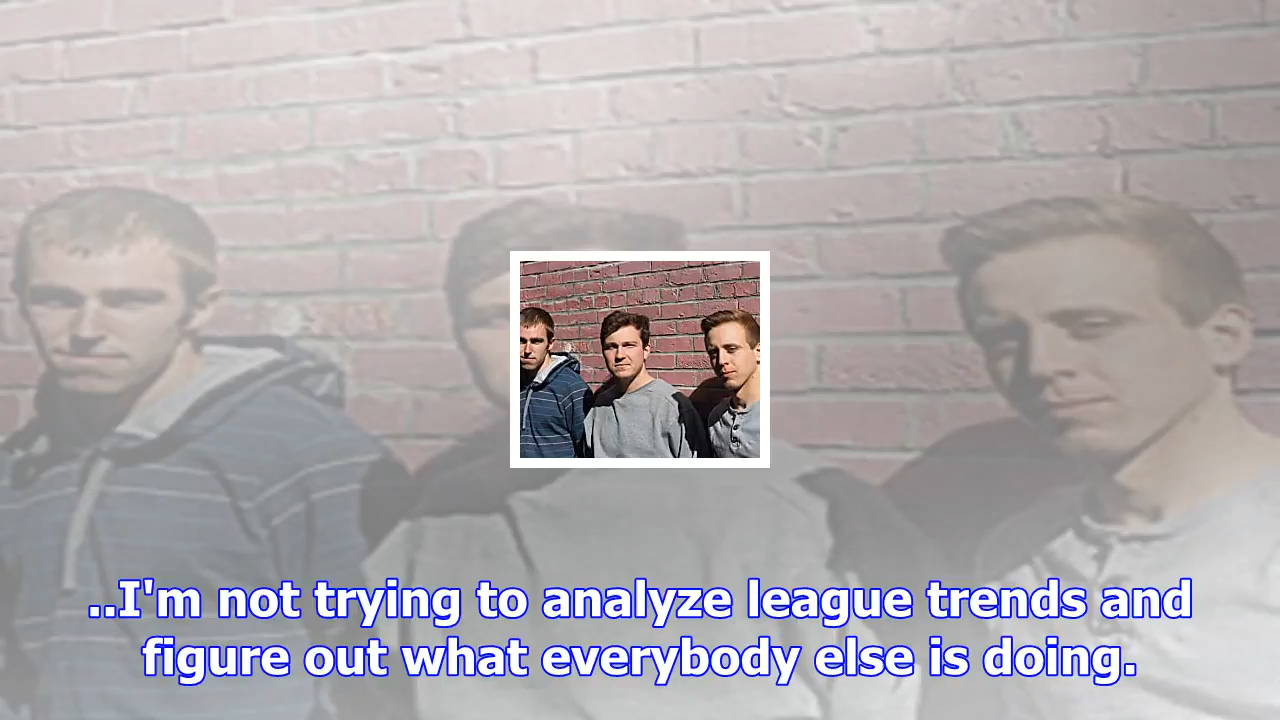 ..I'm not trying to analyze league trends and
figure out what everybody else is doing.